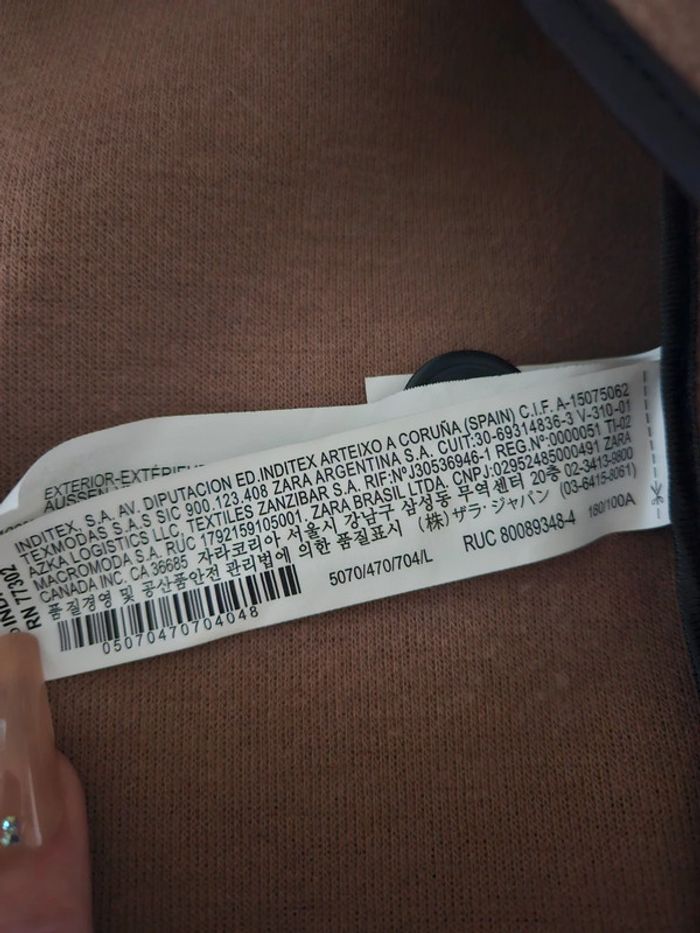 EXTERIOR-EXTÉRIEU
AUSSEN
INDITEX, S.A. AV. DIPUTACION ED.INDITEX ARTEIXO A CORUÑA (SPAIN) C.I.F. A-15075062
TEXMODAS S.A.S SIC 900.123.408 ZARA ARGENTINA S.A. CUIT:30-69314836-3 V-310-01
AZKA LOGISTICS LLC, TEXTILES ZANZIBAR S.A. RIF:NºJ30536946-1 REG.Nº0000051 TI-02
MACROMODA S.A. RUC 1792159105001. ZARA BRASIL LTDA. CNPJ:02952485000491 ZARA
CANADA INC. CA 36685 자라코리아 서울시 강남구 삼성동 무역센터 20층 02-3413-9800
품질경영 및 공산품안전 관리법에 의한 품질표시 (株) ザラ・ジャパン (03-6415-8061)
5070/470/704/L
RUC 80089348-4
180/100A
05070470704048
RN 77302